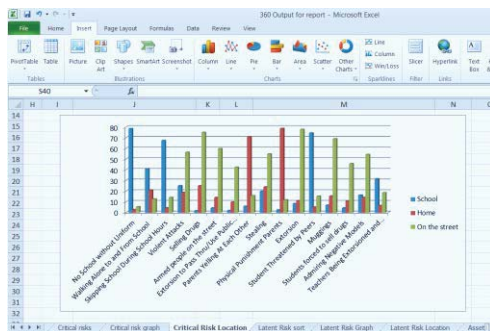 360 Output for report - Microsoft Excel
File Home Insert Page Layout Formulas Data Review View
PivotTable Table Picture Clip Art Shapes SmartArt Screenshot Column Line Pie Bar Area Scatter Other Charts Line Column Win/Loss Slicer Hyperlink Text Box
Tables Illustrations Charts Sparklines Filter Links
S40 fx
H I J K L M N
14
15
16
17
18
19
20
21
22
23
24
25
26
27
28
29
30
31
32
80
70
60
50
40
30
20
10
0
School
Home
On the street
No School without Uniform
Walking Alone to and From School
Skipping School During School Hours
Violent Attacks
Selling Drugs
Armed people on the street
Extorsion to Pass Thru/Use Public...
Parents Yelling At Each Other
Stealing
Physical Punishment Parents
Extorsion
Student Threatened by Peers
Muggings
Students forced to sell drugs
Admiring Negative Models
Teachers Being Extorsioned and...
Critical risks Critical risk graph Critical Risk Location Latent Risk sort Latent Risk Graph Latent Risk Location Asset